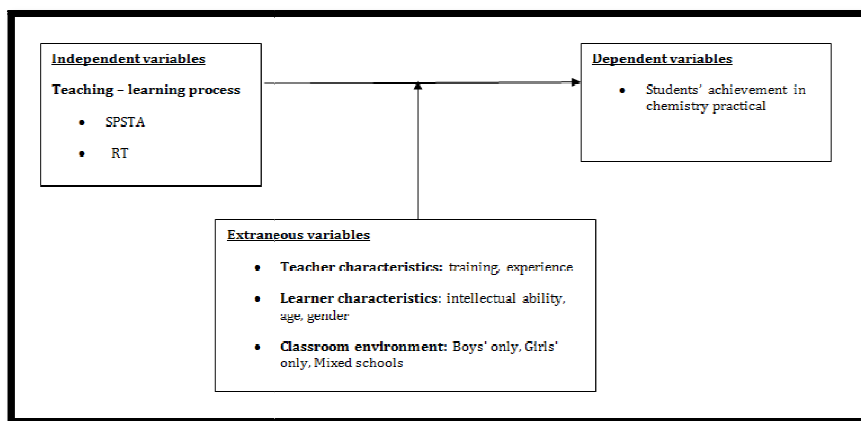 Independent variables
Teaching – learning process
• SPSTA
• RT
Dependent variables
• Students' achievement in
chemistry practical
Extraneous variables
• Teacher characteristics: training, experience
• Learner characteristics: intellectual ability,
age, gender
• Classroom environment: Boys' only, Girls'
only, Mixed schools